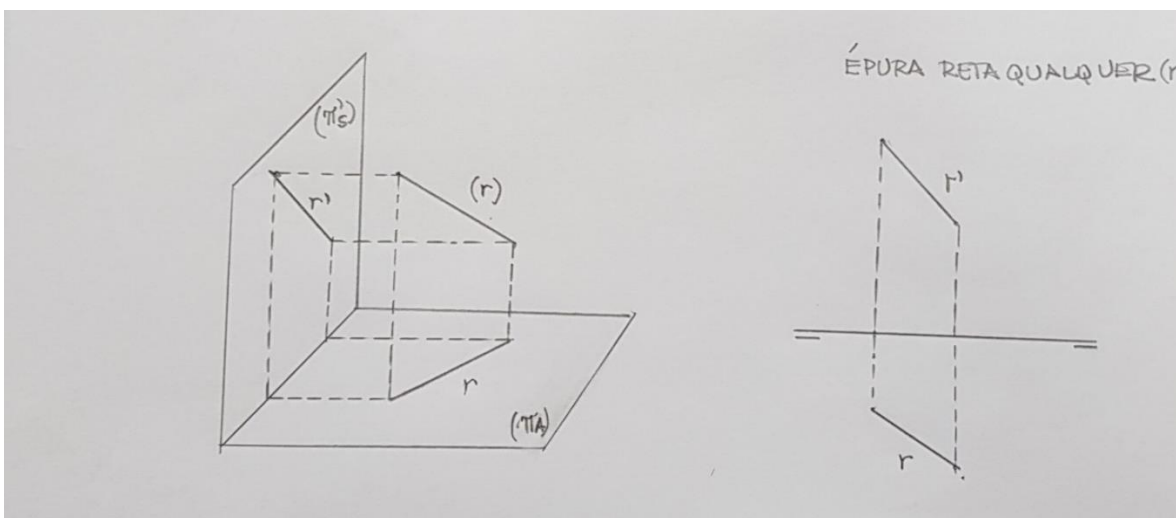 ÉPURA RETA QUALQUER (r
(π's)
r'
(r)
r
(πA)
r'
r